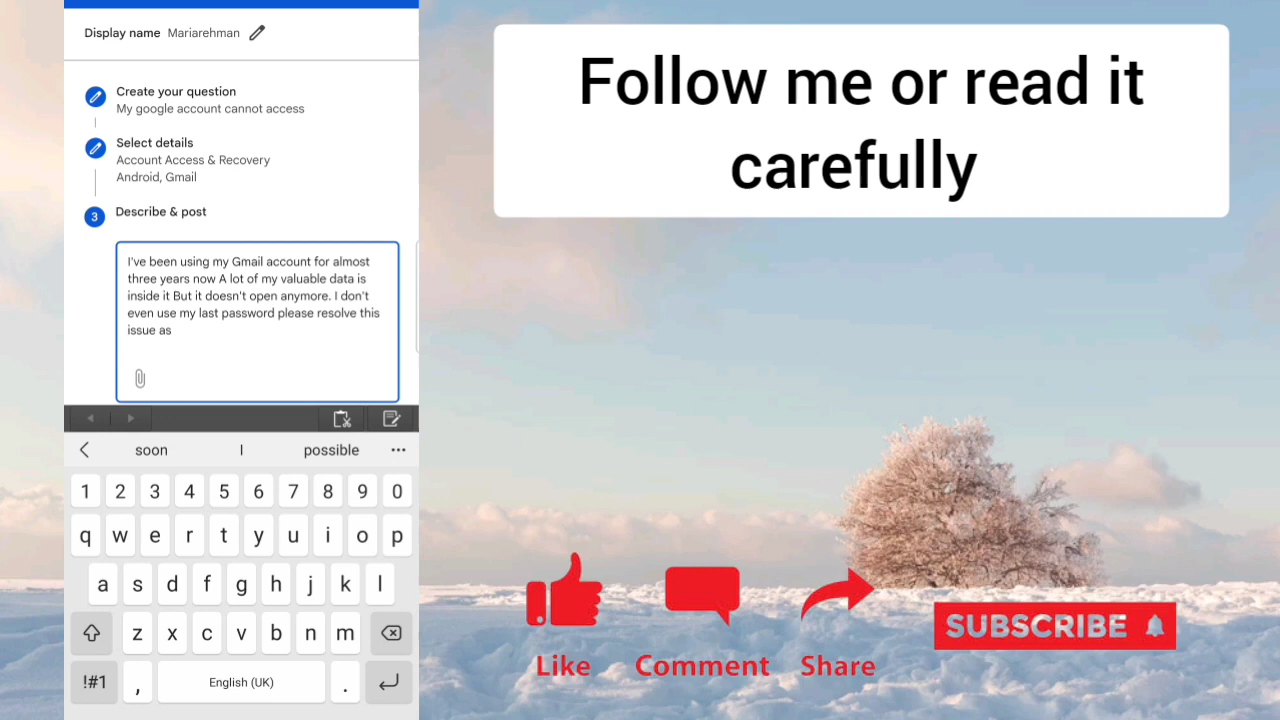 Display name Mariarehman
Create your question
My google account cannot access
Select details
Account Access & Recovery
Android, Gmail
3 Describe & post
I've been using my Gmail account for almost
three years now A lot of my valuable data is
inside it But it doesn't open anymore. I don't
even use my last password please resolve this
issue as
soon I possible
1 2 3 4 5 6 7 8 9 0
q w e r t y u i o p
a s d f g h j k l
z x c v b n m
!#1 , English (UK) .
Follow me or read it
carefully
Like Comment Share
SUBSCRIBE